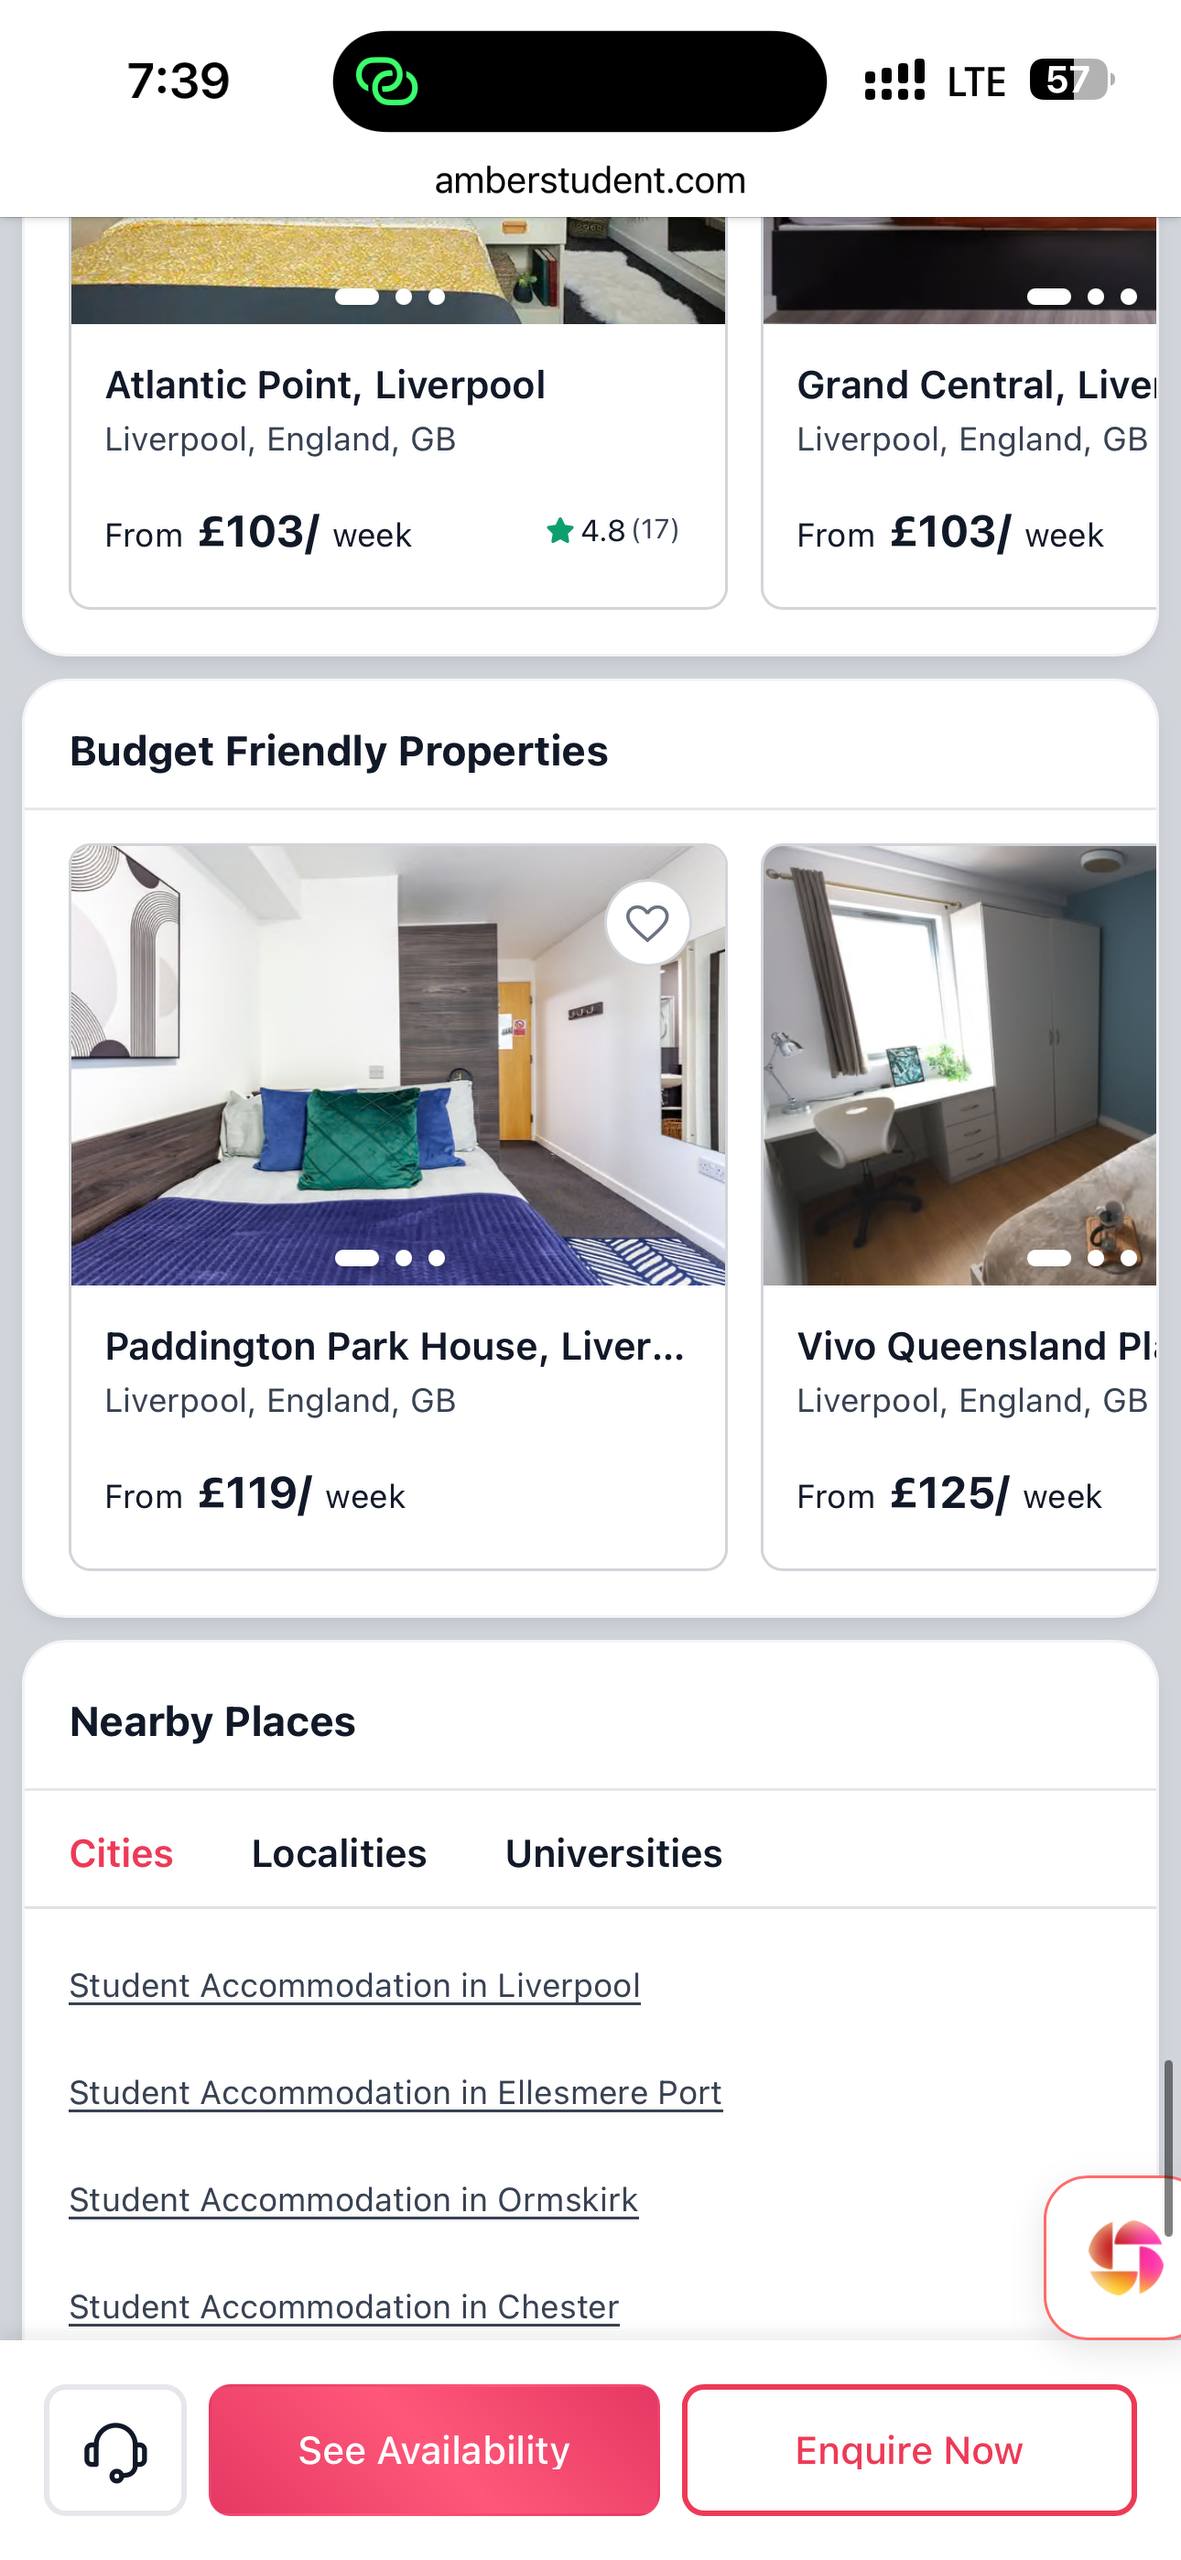 7:39
LTE
57
amberstudent.com
Atlantic Point, Liverpool
Liverpool, England, GB
From £103/ week
4.8 (17)
Grand Central, Liver
Liverpool, England, GB
From £103/ week
Budget Friendly Properties
Paddington Park House, Liver...
Liverpool, England, GB
From £119/ week
Vivo Queensland Pla
Liverpool, England, GB
From £125/ week
Nearby Places
Cities
Localities
Universities
Student Accommodation in Liverpool
Student Accommodation in Ellesmere Port
Student Accommodation in Ormskirk
Student Accommodation in Chester
See Availability
Enquire Now